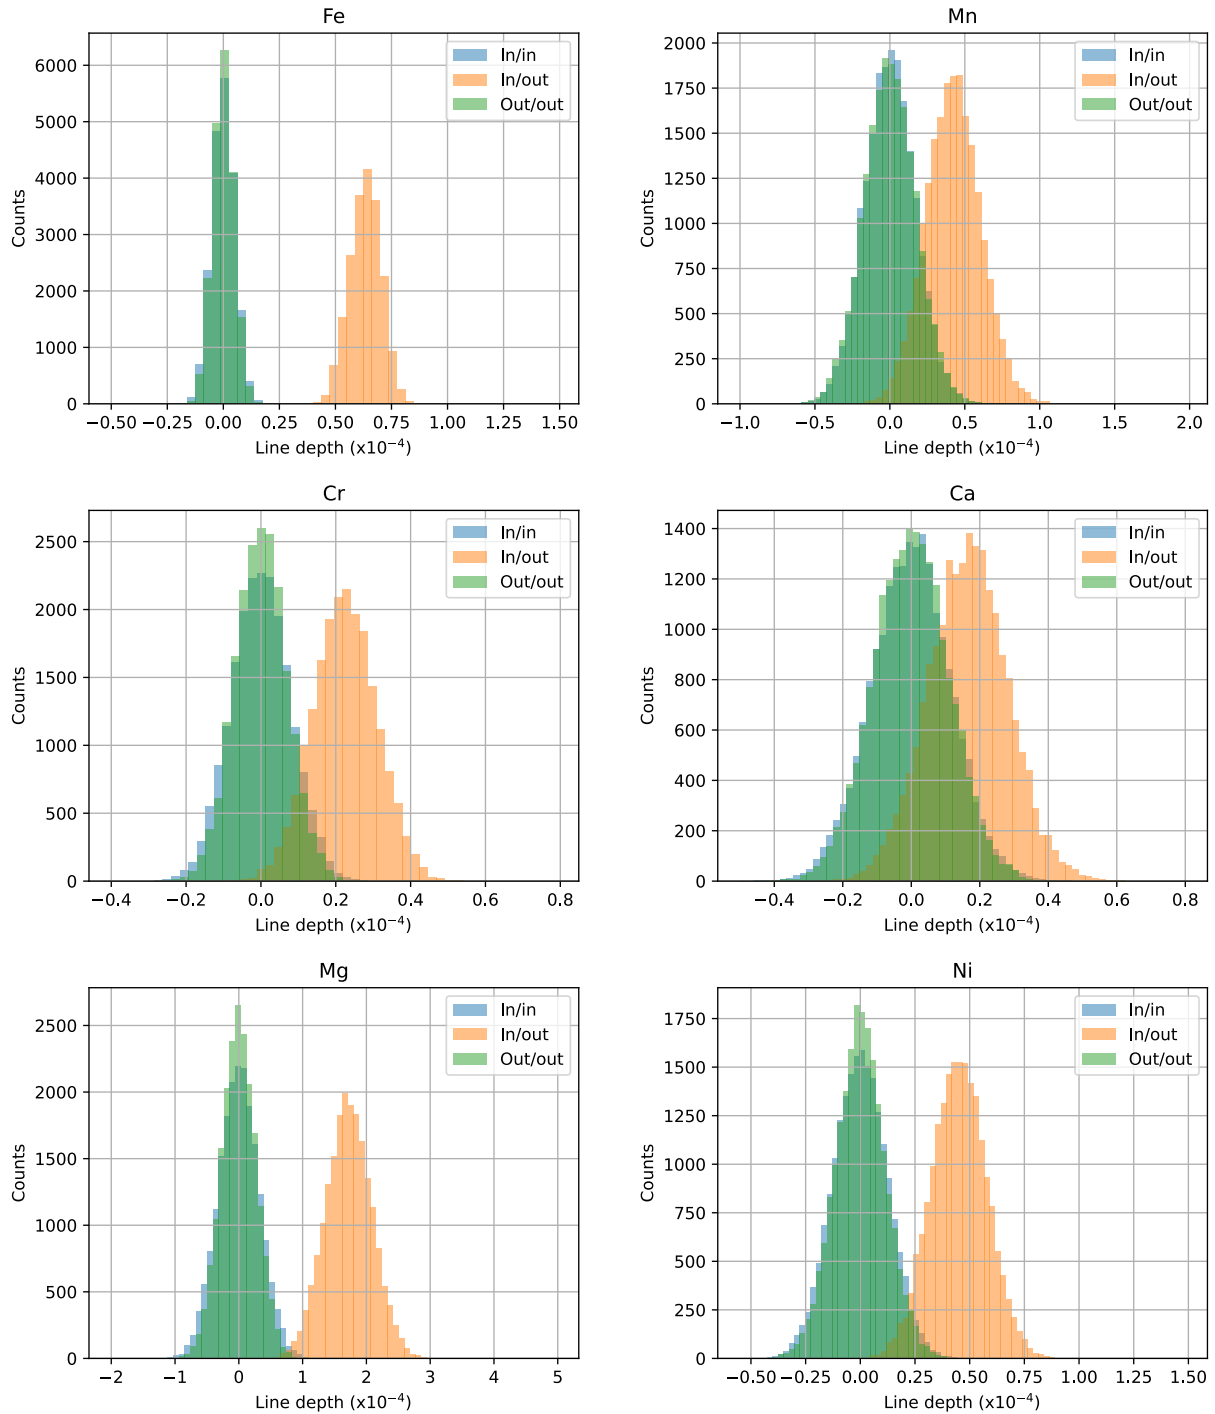 Fe
Counts
6000
5000
4000
3000
2000
1000
0
−0.50
−0.25
0.00
0.25
0.50
0.75
1.00
1.25
1.50
Line depth (x10⁻⁴)
In/in
In/out
Out/out
Mn
Counts
2000
1750
1500
1250
1000
750
500
250
0
−1.0
−0.5
0.0
0.5
1.0
1.5
2.0
Line depth (x10⁻⁴)
In/in
In/out
Out/out
Cr
Counts
2500
2000
1500
1000
500
0
−0.4
−0.2
0.0
0.2
0.4
0.6
0.8
Line depth (x10⁻⁴)
In/in
In/out
Out/out
Ca
Counts
1400
1200
1000
800
600
400
200
0
−0.4
−0.2
0.0
0.2
0.4
0.6
0.8
Line depth (x10⁻⁴)
In/in
In/out
Out/out
Mg
Counts
2500
2000
1500
1000
500
0
−2
−1
0
1
2
3
4
5
Line depth (x10⁻⁴)
In/in
In/out
Out/out
Ni
Counts
1750
1500
1250
1000
750
500
250
0
−0.50
−0.25
0.00
0.25
0.50
0.75
1.00
1.25
1.50
Line depth (x10⁻⁴)
In/in
In/out
Out/out